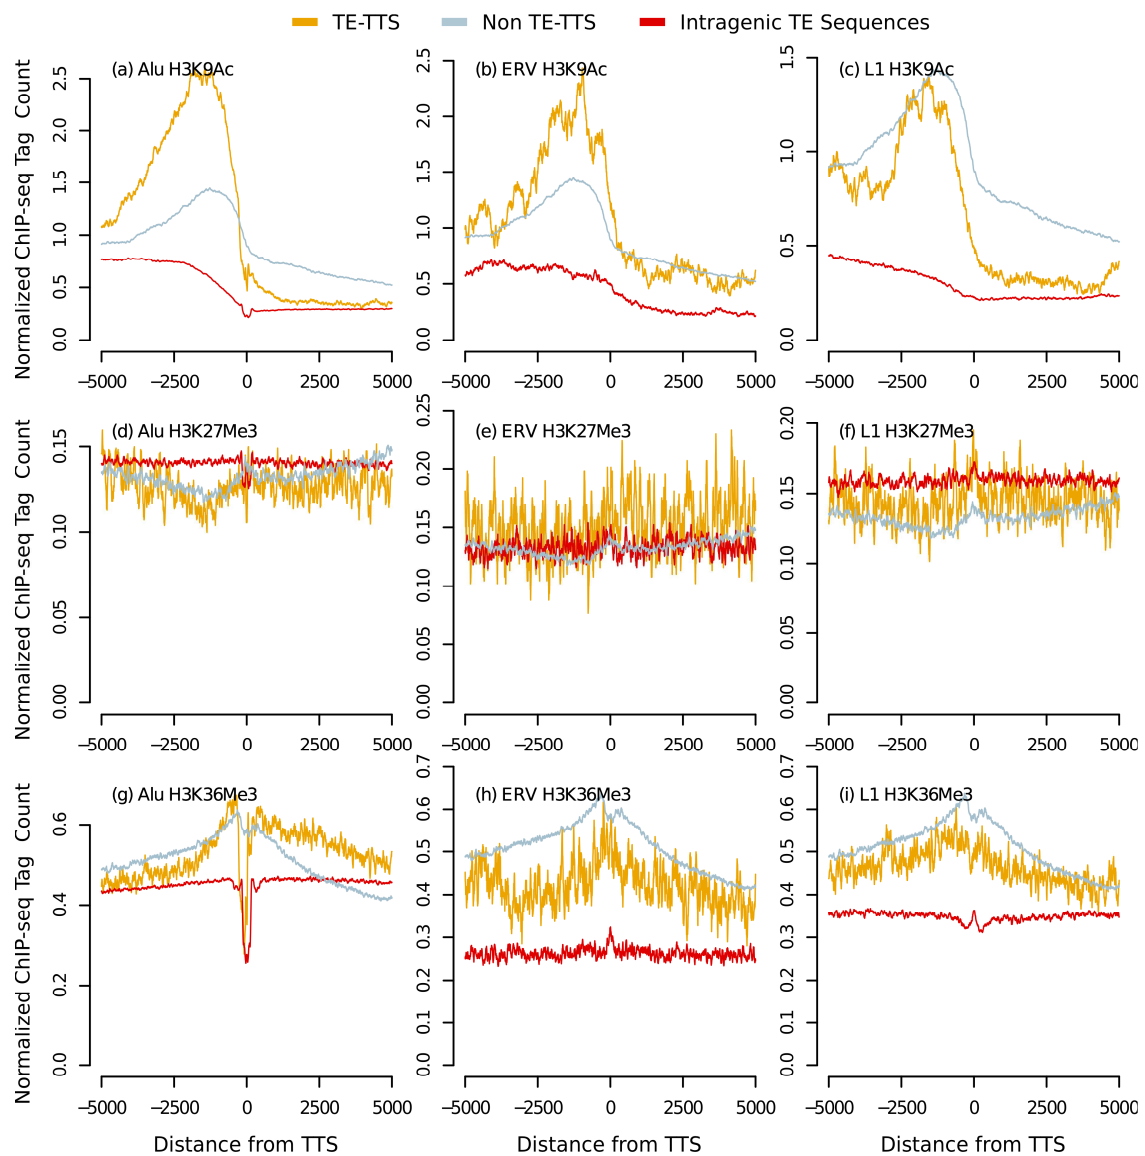 TE-TTS Non TE-TTS Intragenic TE Sequences
Normalized ChIP-seq Tag Count
(a) Alu H3K9Ac
0.0 0.5 1.0 1.5 2.0 2.5
−5000 −2500 0 2500 5000
(b) ERV H3K9Ac
0.0 0.5 1.0 1.5 2.0 2.5
−5000 −2500 0 2500 5000
(c) L1 H3K9Ac
0.0 0.5 1.0 1.5
−5000 −2500 0 2500 5000
Normalized ChIP-seq Tag Count
(d) Alu H3K27Me3
0.00 0.05 0.10 0.15
−5000 −2500 0 2500 5000
(e) ERV H3K27Me3
0.00 0.05 0.10 0.15 0.20 0.25
−5000 −2500 0 2500 5000
(f) L1 H3K27Me3
0.00 0.05 0.10 0.15 0.20
−5000 −2500 0 2500 5000
Normalized ChIP-seq Tag Count
(g) Alu H3K36Me3
0.0 0.2 0.4 0.6
−5000 −2500 0 2500 5000
Distance from TTS
(h) ERV H3K36Me3
0.0 0.1 0.2 0.3 0.4 0.5 0.6 0.7
−5000 −2500 0 2500 5000
Distance from TTS
(i) L1 H3K36Me3
0.0 0.1 0.2 0.3 0.4 0.5 0.6 0.7
−5000 −2500 0 2500 5000
Distance from TTS